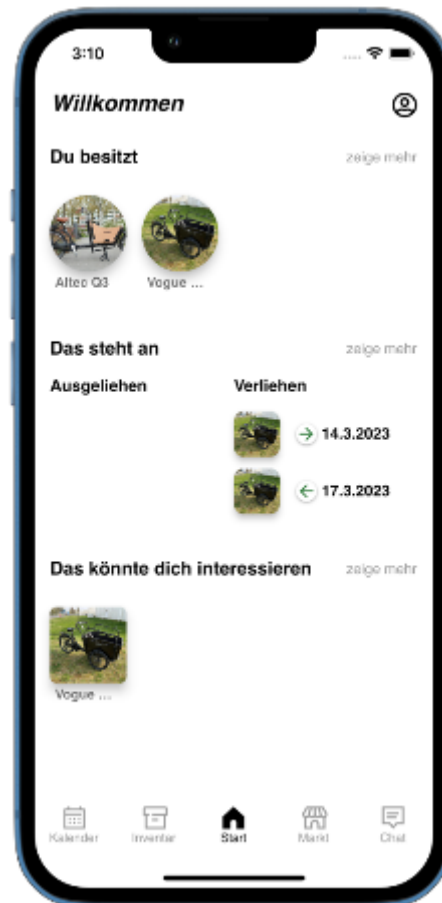 3:10
Willkommen
Du besitzt zeige mehr
Altec Q3 Vogue ...
Das steht an zeige mehr
Ausgeliehen Verliehen
14.3.2023
17.3.2023
Das könnte dich interessieren zeige mehr
Vogue ...
Kalender Inventar Start Markt Chat